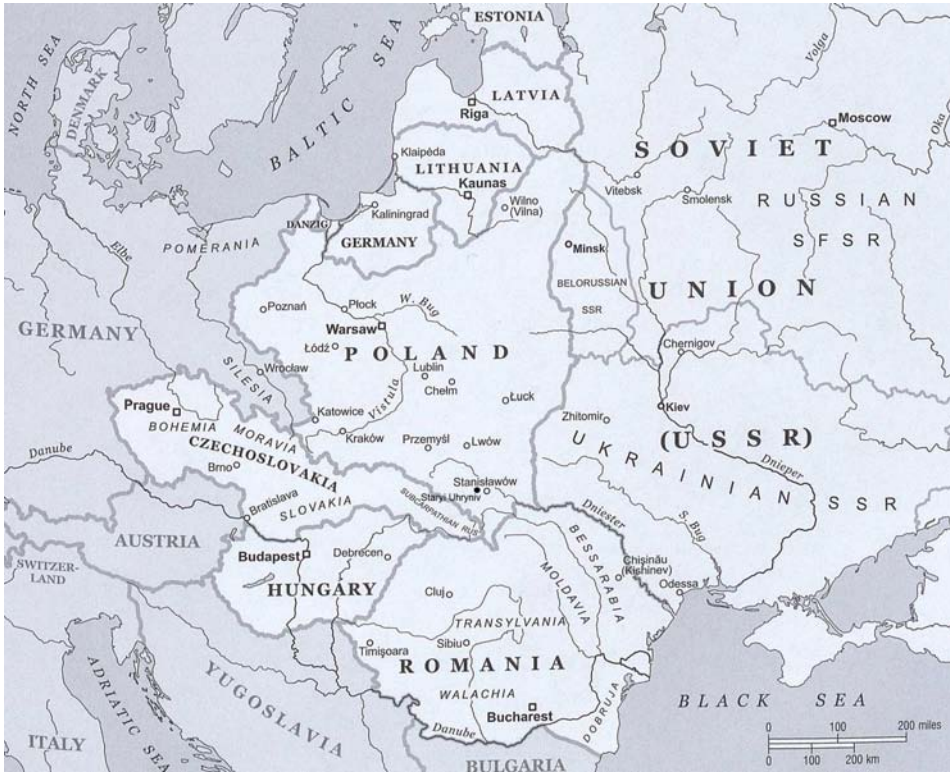 ESTONIA
NORTH SEA
DENMARK
BALTIC SEA
LATVIA
Riga
Volga
Moscow
Oka
SOVIET
Klaipėda
LITHUANIA
Kaunas
Wilno
(Vilna)
Vitebsk
Smolensk
RUSSIAN
SFSR
Elbe
POMERANIA
DANZIG
Kaliningrad
GERMANY
Minsk
BELORUSSIAN
SSR
UNION
GERMANY
Poznań
Płock
W. Bug
Warsaw
Łódź
POLAND
Chernigov
SILESIA
Wrocław
Lublin
Chełm
Vistula
Łuck
Prague
BOHEMIA
MORAVIA
Katowice
Kraków
Zhitomir
Kiev
(USSR)
Danube
CZECHOSLOVAKIA
Przemyśl
Lwów
UKRAINIAN SSR
Dnieper
Brno
Stanisławów
Staryi Uhryniv
Bratislava
SLOVAKIA
SUBCARPATHIAN RUS
Dniester
S. Bug
AUSTRIA
SWITZER-
LAND
Budapest
Debrecen
HUNGARY
BESSARABIA
Chişinău
(Kishinev)
Odessa
MOLDAVIA
Cluj
TRANSYLVANIA
Timişoara
Sibiu
ROMANIA
WALACHIA
Bucharest
DOBRUJA
Danube
ADRIATIC SEA
YUGOSLAVIA
ITALY
BULGARIA
BLACK SEA
0 200 miles
0 100 200 km